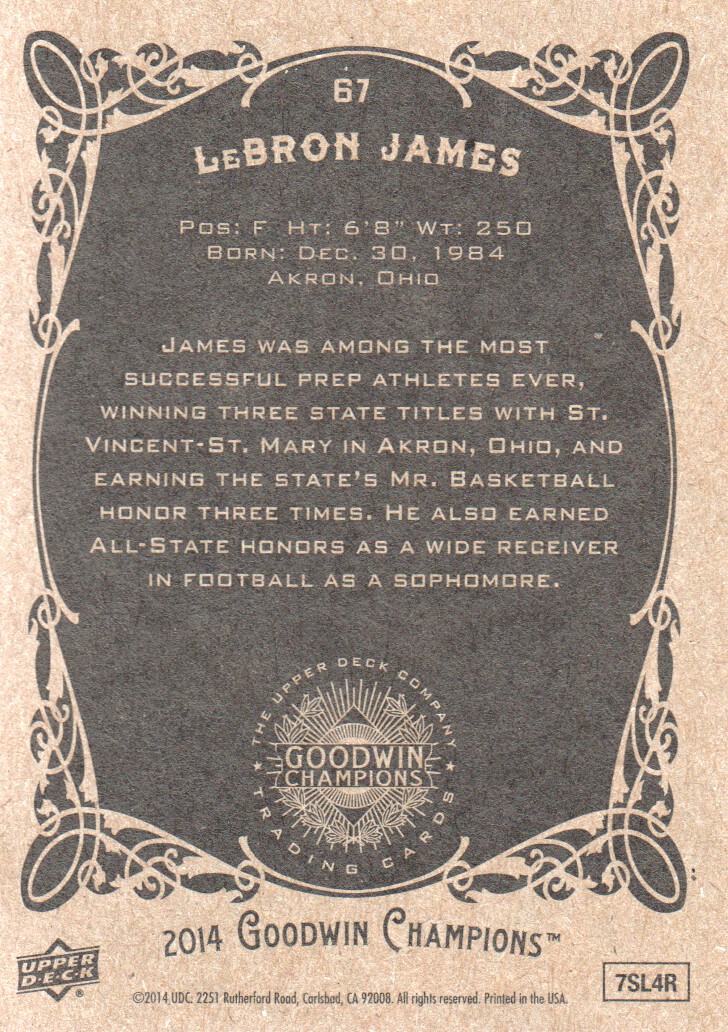 67
LeBRON JAMES
Pos: F Ht: 6'8" Wt: 250
Born: Dec. 30, 1984
Akron, Ohio
James was among the most
successful prep athletes ever,
winning three state titles with St.
Vincent-St. Mary in Akron, Ohio, and
earning the state's Mr. Basketball
honor three times. He also earned
All-State honors as a wide receiver
in football as a sophomore.
THE UPPER DECK COMPANY
GOODWIN
CHAMPIONS
★ TRADING CARDS ★
2014 Goodwin Champions™
UPPER
D·E·C·K
®
©2014 UDC. 2251 Rutherford Road, Carlsbad, CA 92008. All rights reserved. Printed in the USA.
7SL4R